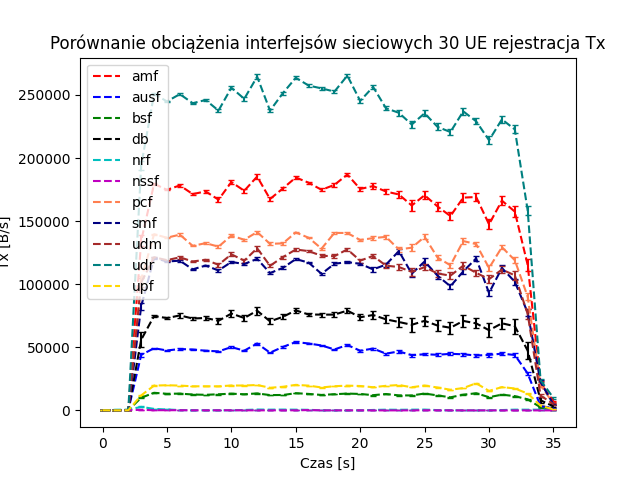 Porównanie obciążenia interfejsów sieciowych 30 UE rejestracja Tx
250000
200000
150000
100000
50000
0
Tx [B/s]
amf
ausf
bsf
db
nrf
nssf
pcf
smf
udm
udr
upf
0 5 10 15 20 25 30 35
Czas [s]